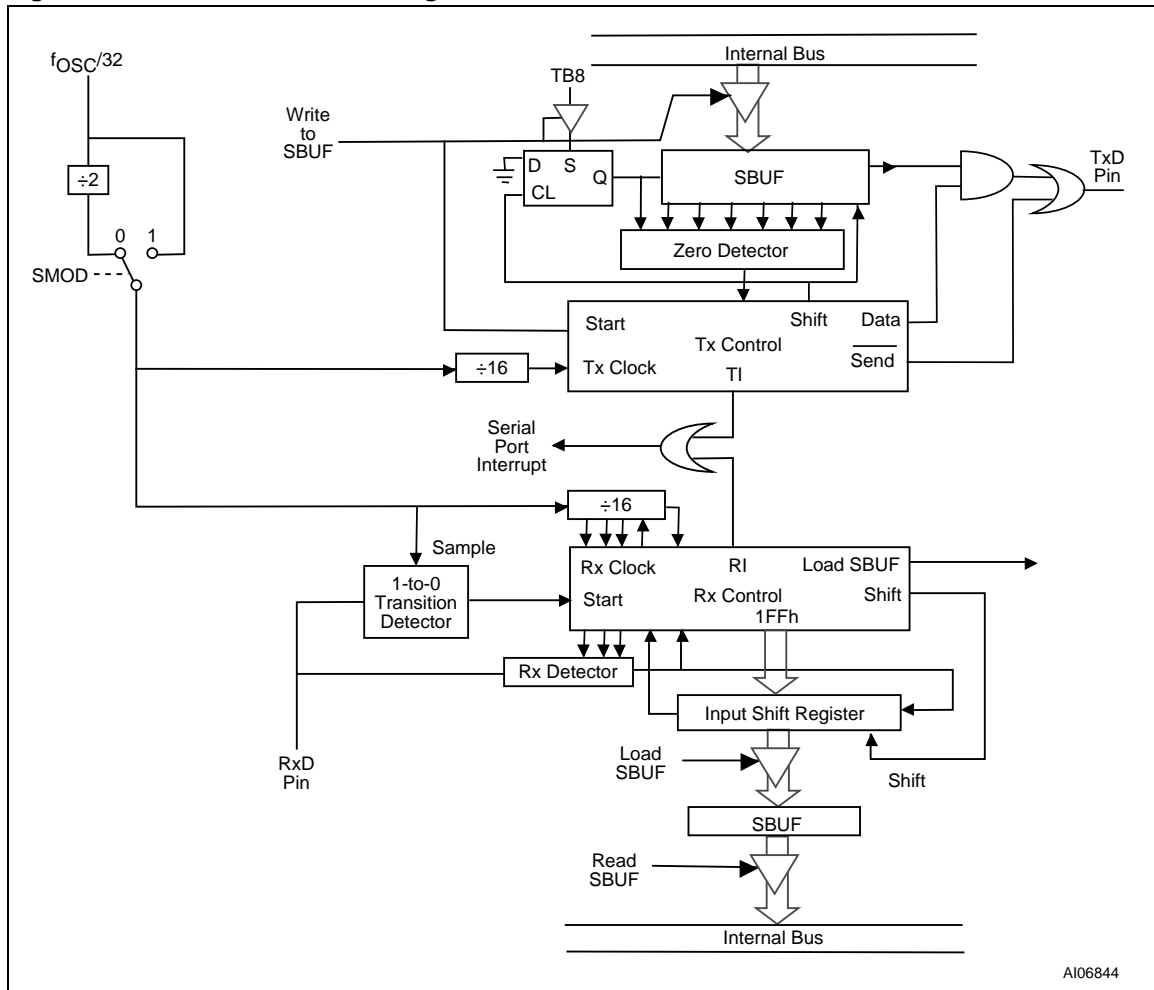 Internal Bus
fOSC/32
TB8
Write
to
SBUF
TxD
Pin
D S Q
CL
SBUF
÷2
Zero Detector
0 1
SMOD
Start Shift Data
Tx Control
Send
÷16
Tx Clock TI
Serial
Port
Interrupt
÷16
Sample
1-to-0
Transition
Detector
Rx Clock RI Load SBUF
Start Rx Control Shift
1FFh
Rx Detector
Input Shift Register
Load
SBUF
RxD
Pin
Shift
SBUF
Read
SBUF
Internal Bus
AI06844